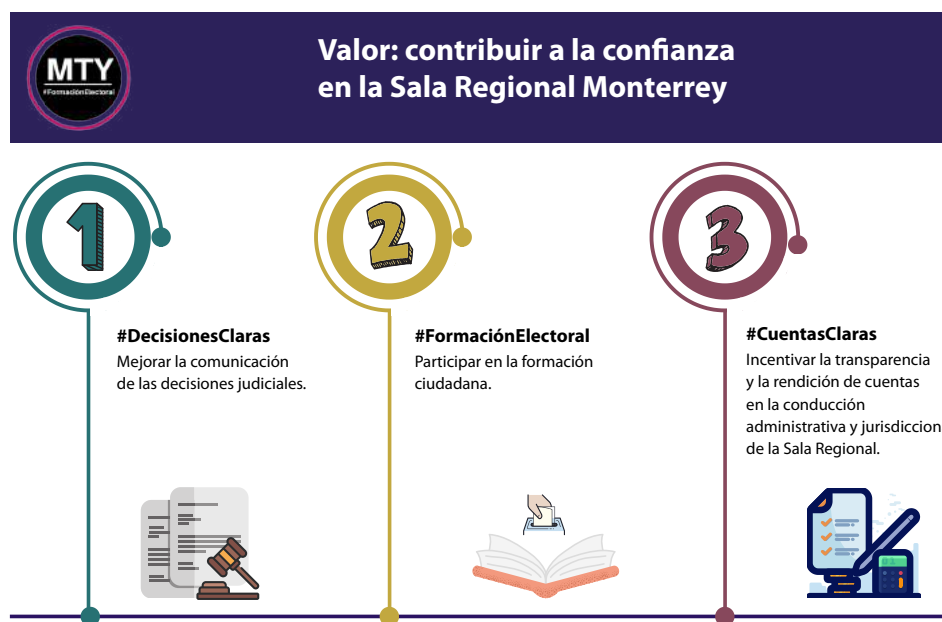 MTY
#FormaciónElectoral
Valor: contribuir a la confianza
en la Sala Regional Monterrey
1
#DecisionesClaras
Mejorar la comunicación
de las decisiones judiciales.
2
#FormaciónElectoral
Participar en la formación
ciudadana.
3
#CuentasClaras
Incentivar la transparencia
y la rendición de cuentas
en la conducción
administrativa y jurisdiccion
de la Sala Regional.